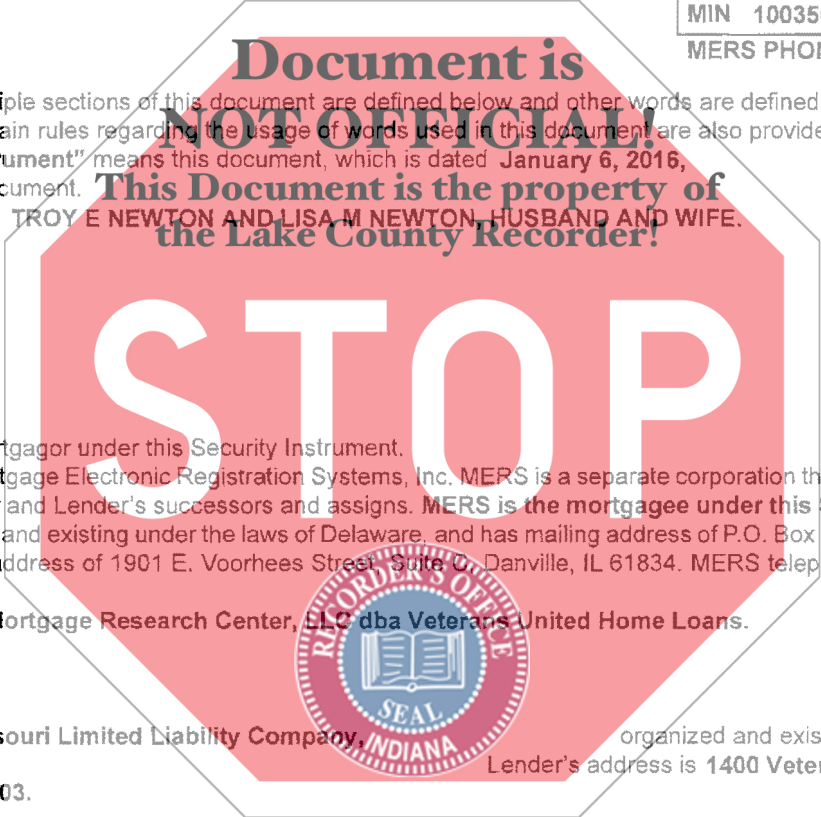 MIN 10035
MERS PHO
Document is
iple sections of this document are defined below and other words are defined
NOT OFFICIAL!
ain rules regarding the usage of words used in this document are also provide
ument” means this document, which is dated January 6, 2016,
cument.
This Document is the property of
TROY E NEWTON AND LISA M NEWTON, HUSBAND AND WIFE.
the Lake County Recorder!
STOP
tgagor under this Security Instrument.
tgage Electronic Registration Systems, Inc. MERS is a separate corporation th
and Lender's successors and assigns. MERS is the mortgagee under this
and existing under the laws of Delaware, and has mailing address of P.O. Box
ddress of 1901 E. Voorhees Street, Suite C, Danville, IL 61834. MERS telep
ortgage Research Center, LLC dba Veterans United Home Loans.
RECORDER'S OFFICE
SEAL
INDIANA
souri Limited Liability Company, organized and exis
Lender's address is 1400 Veter
03.